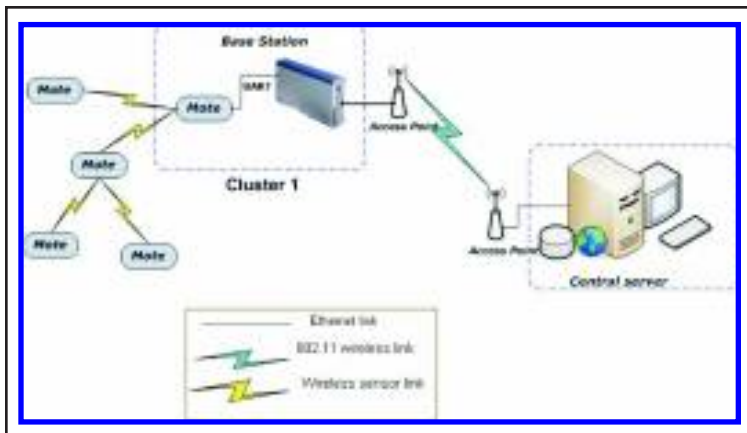 Base Station
Mote
UART
Mote
Access Point
Mote
Cluster 1
Mote
Mote
Access Point
Control server
Ethernet link
802.11 wireless link
Wireless sensor link